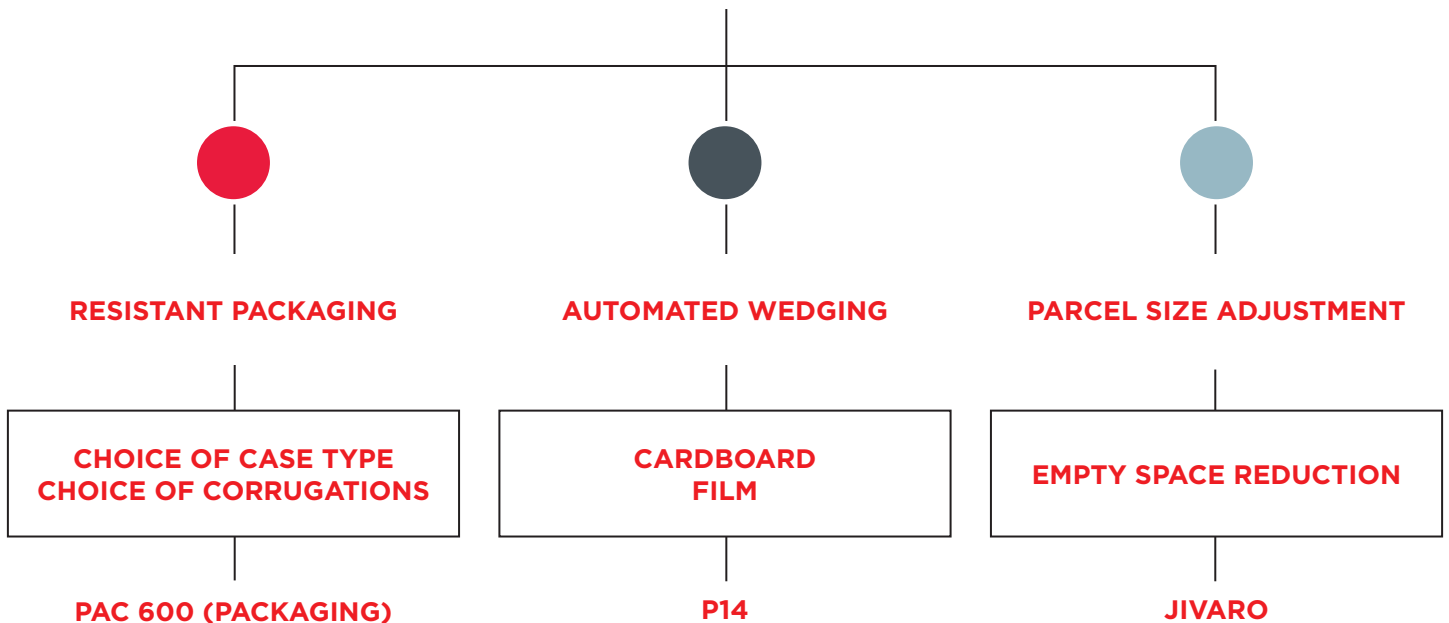 RESISTANT PACKAGING
AUTOMATED WEDGING
PARCEL SIZE ADJUSTMENT
CHOICE OF CASE TYPE
CHOICE OF CORRUGATIONS
CARDBOARD
FILM
EMPTY SPACE REDUCTION
PAC 600 (PACKAGING)
P14
JIVARO